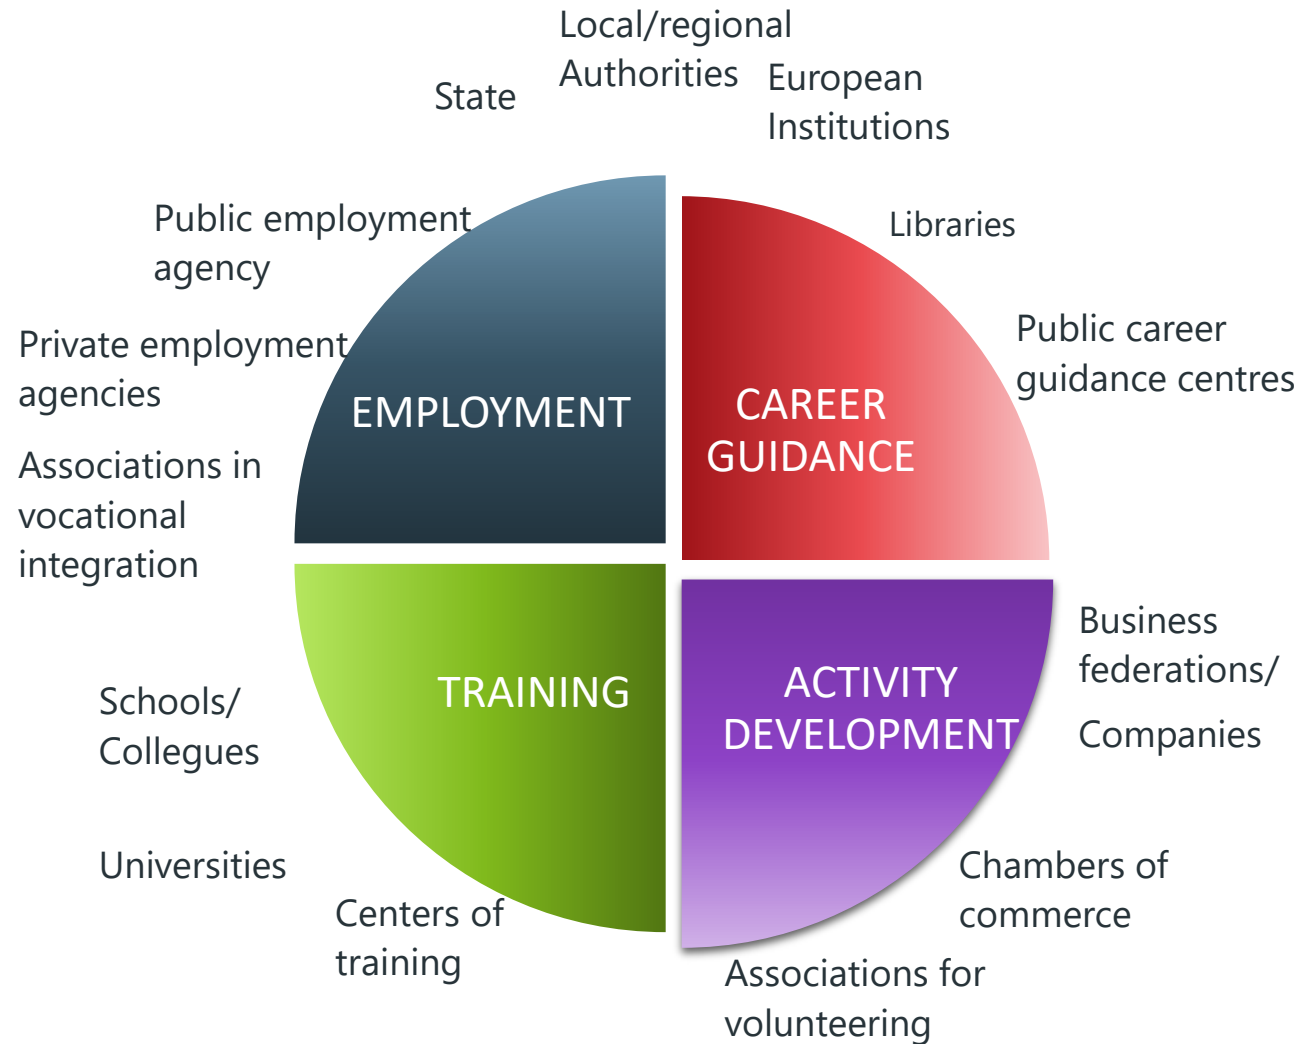 Local/regional
Authorities
State
European
Institutions
Public employment
agency
Libraries
Private employment
agencies
Public career
guidance centres
EMPLOYMENT
CAREER
GUIDANCE
Associations in
vocational
integration
Schools/
Collegues
TRAINING
ACTIVITY
DEVELOPMENT
Business
federations/
Companies
Universities
Centers of
training
Chambers of
commerce
Associations for
volunteering